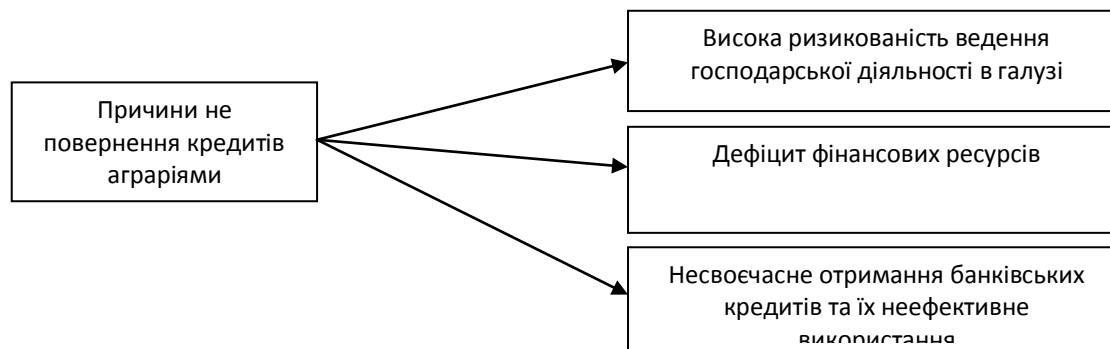 Причини не
повернення кредитів
аграріями
Висока ризикованість ведення
господарської діяльності в галузі
Дефіцит фінансових ресурсів
Несвоєчасне отримання банківських
кредитів та їх неефективне
використання